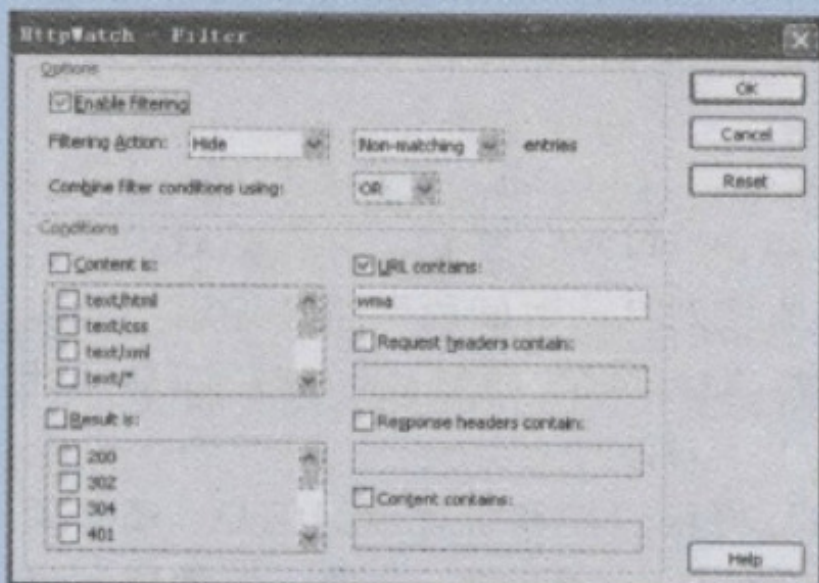 HttpWatch - Filter
Options
Enable filtering
Filtering Action: Hide Non-matching entries
Combine filter conditions using: OR
OK
Cancel
Reset
Conditions
Content is:
text/html
text/css
text/xml
text/*
Result is:
200
302
304
401
URL contains:
wma
Request headers contain:
Response headers contain:
Content contains:
Help